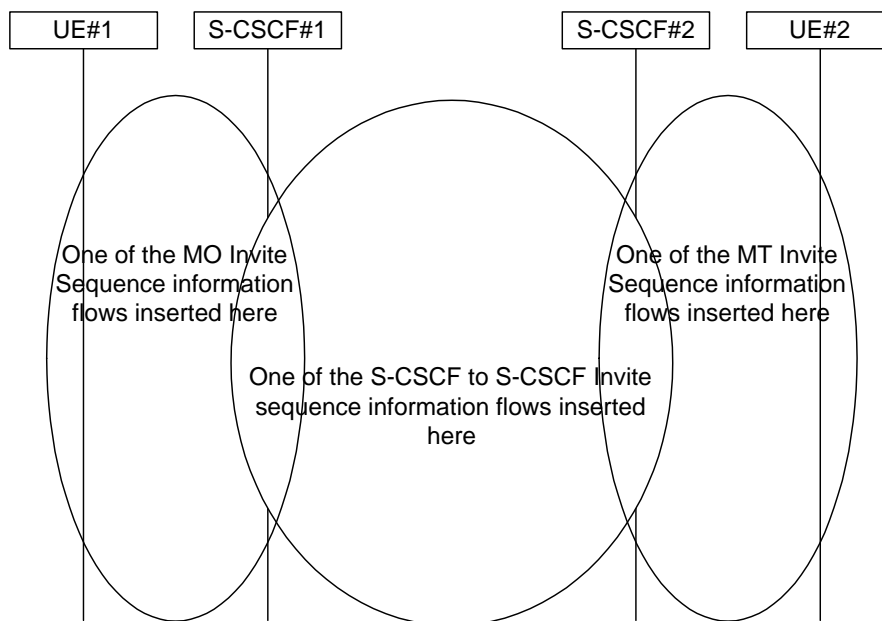 UE#1
S-CSCF#1
S-CSCF#2
UE#2
One of the MO Invite
Sequence information
flows inserted here
One of the S-CSCF to S-CSCF Invite
sequence information flows inserted
here
One of the MT Invite
Sequence information
flows inserted here